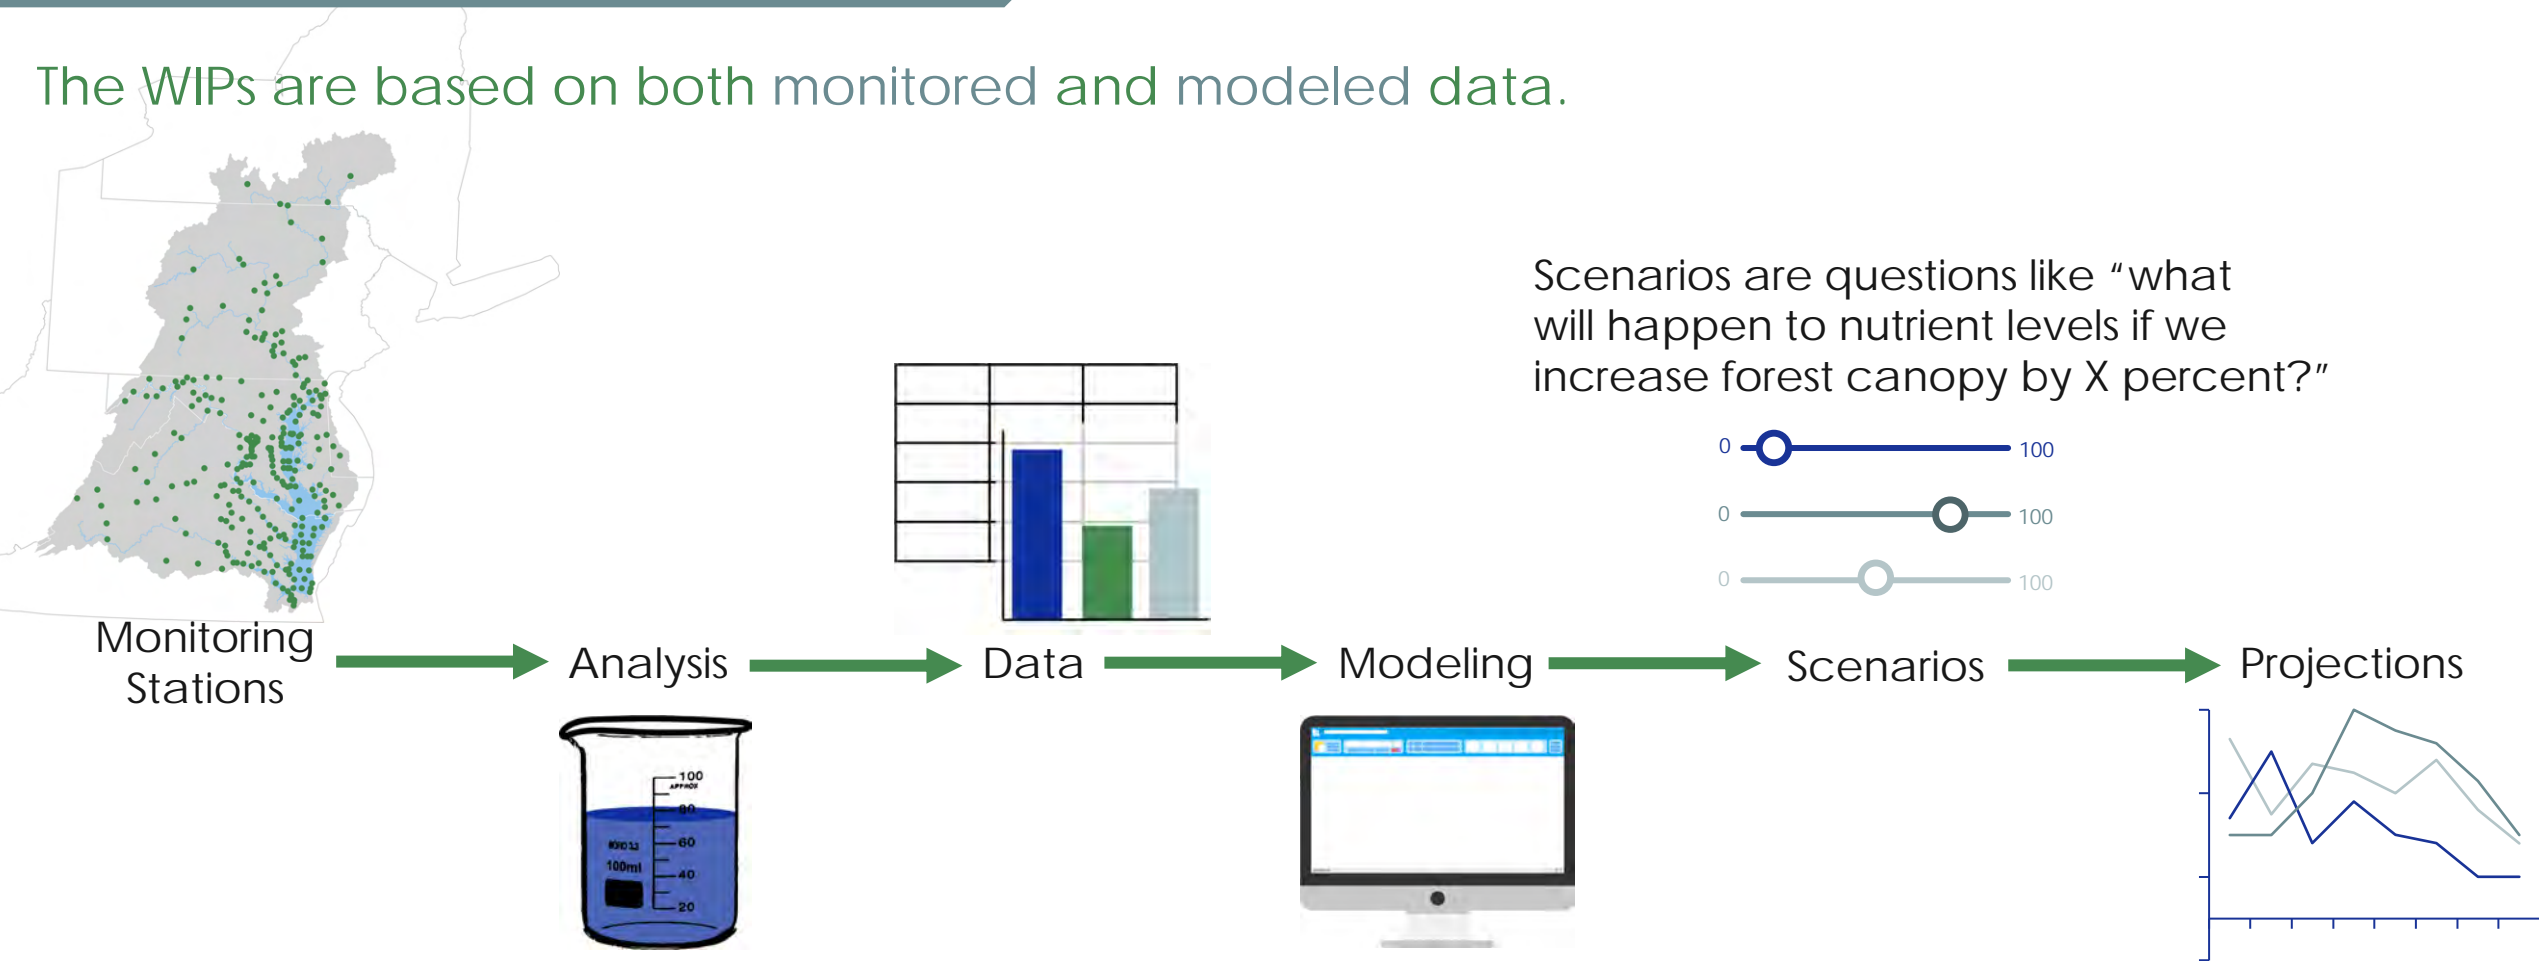 The WIPs are based on both monitored and modeled data.
Scenarios are questions like “what
will happen to nutrient levels if we
increase forest canopy by X percent?”
0 100
0 100
0 100
Monitoring
Stations
Analysis
Data
Modeling
Scenarios
Projections
100
APPROX
80
60
100ml
40
20